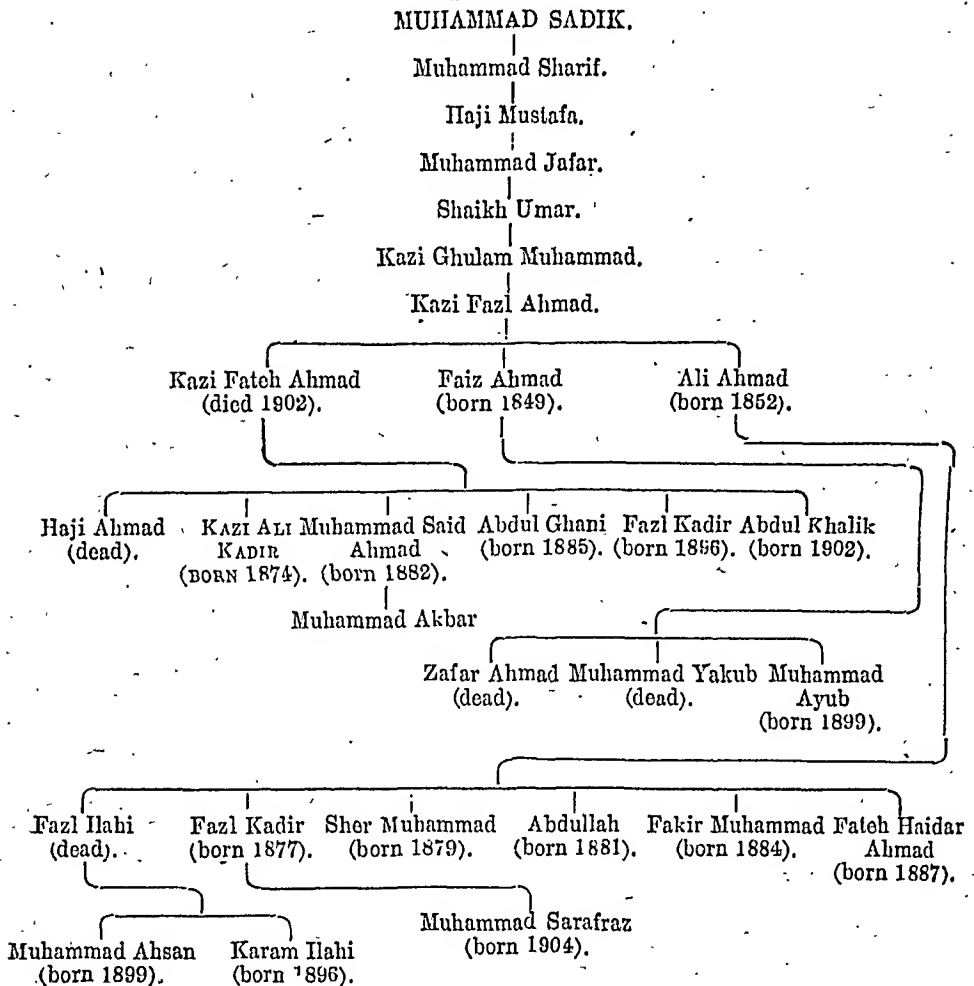 MUHAMMAD SADIK.
Muhammad Sharif.
Haji Mustafa.
Muhammad Jafar.
Shaikh Umar.
Kazi Ghulam Muhammad.
Kazi Fazl Ahmad.
Kazi Fateh Ahmad Faiz Ahmad Ali Ahmad
(died 1902). (born 1849). (born 1852).
Haji Ahmad KAZI ALI Muhammad Said Abdul Ghani Fazl Kadir Abdul Khalik
(dead). KADIR Ahmad (born 1885). (born 1896). (born 1902).
(BORN 1874). (born 1882).
Muhammad Akbar
Zafar Ahmad Muhammad Yakub Muhammad
(dead). (dead). Ayub
(born 1899).
Fazl Ilahi Fazl Kadir Sher Muhammad Abdullah Fakir Muhammad Fateh Haidar
(dead). (born 1877). (born 1879). (born 1881). (born 1884). Ahmad
(born 1887).
Muhammad Sarafraz
(born 1904).
Muhammad Ahsan Karam Ilahi
(born 1899). (born 1896).